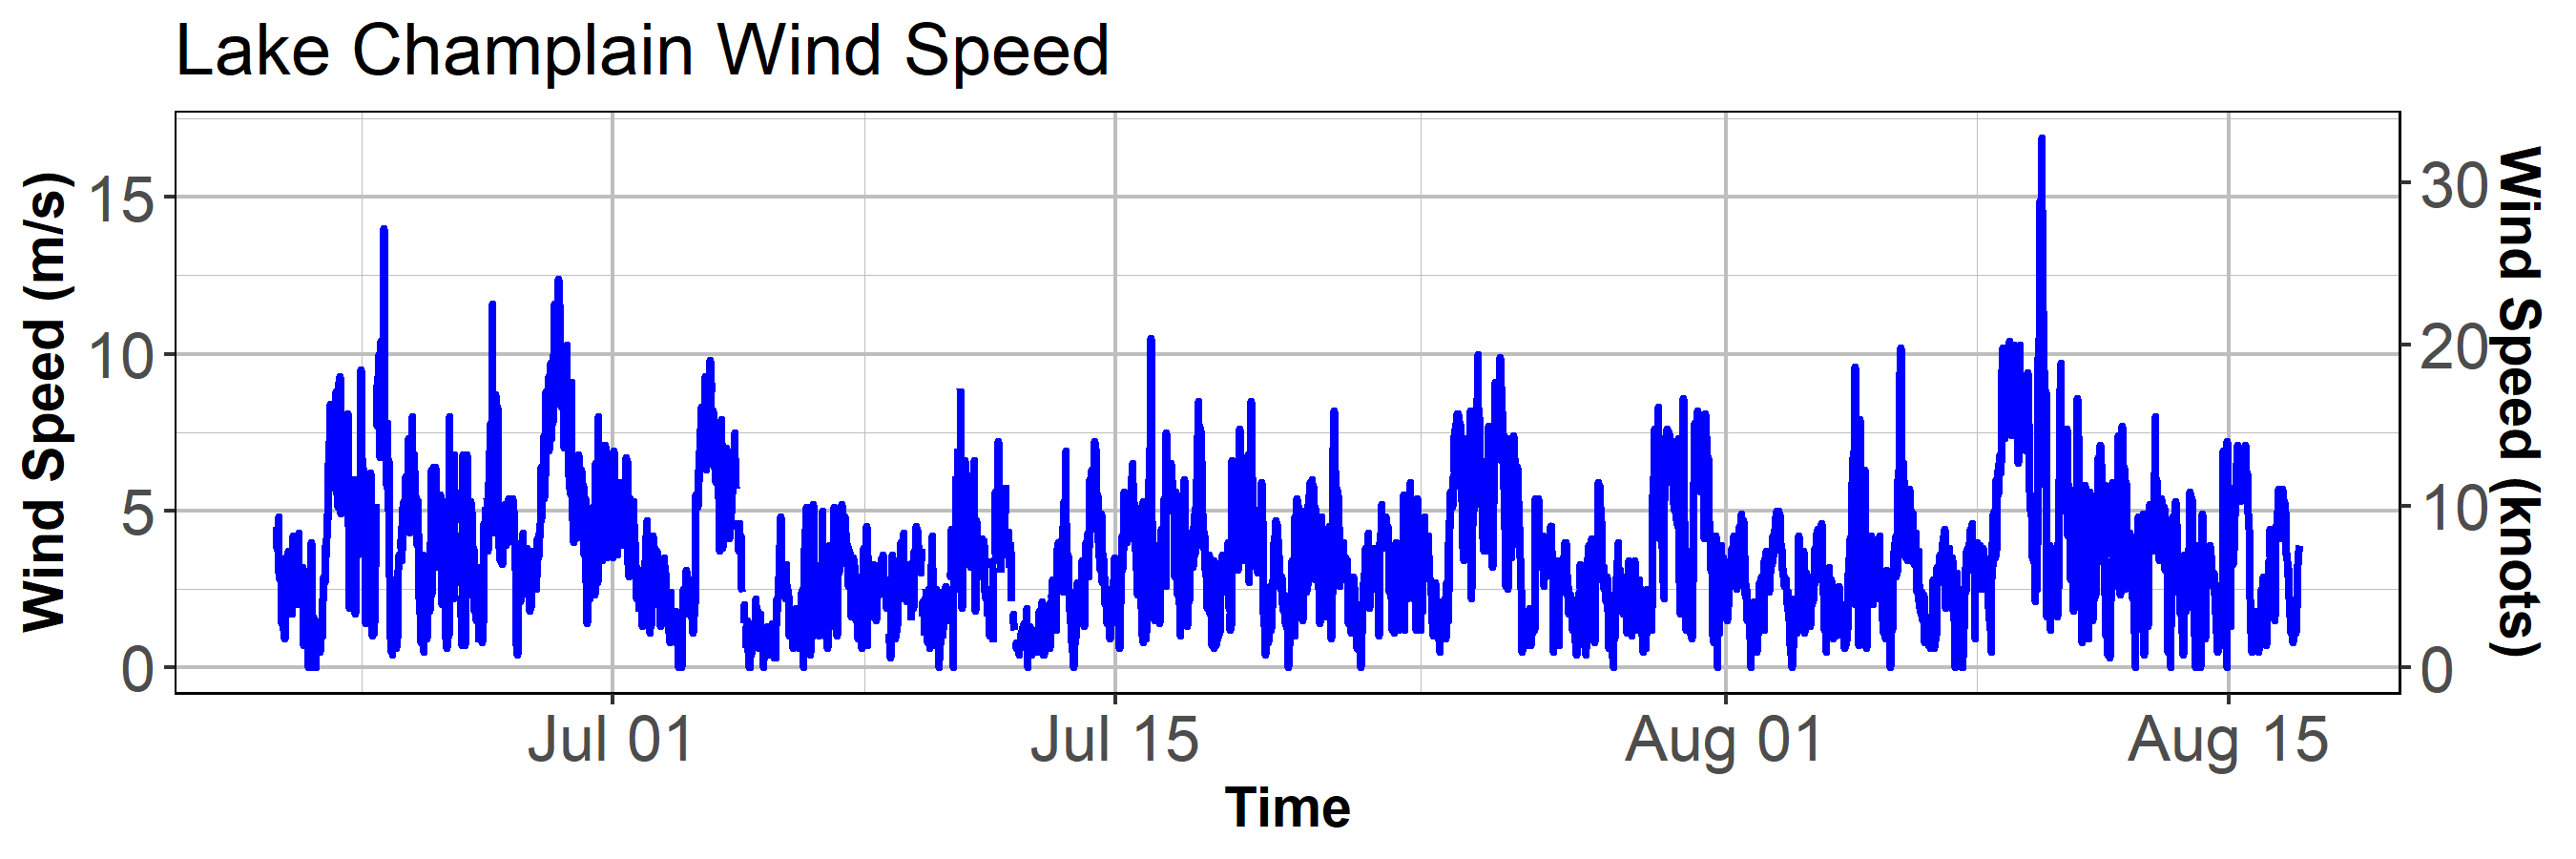 Lake Champlain Wind Speed
Wind Speed (m/s)
15
10
5
0
30
20
10
0
Wind Speed (knots)
Jul 01
Jul 15
Aug 01
Aug 15
Time